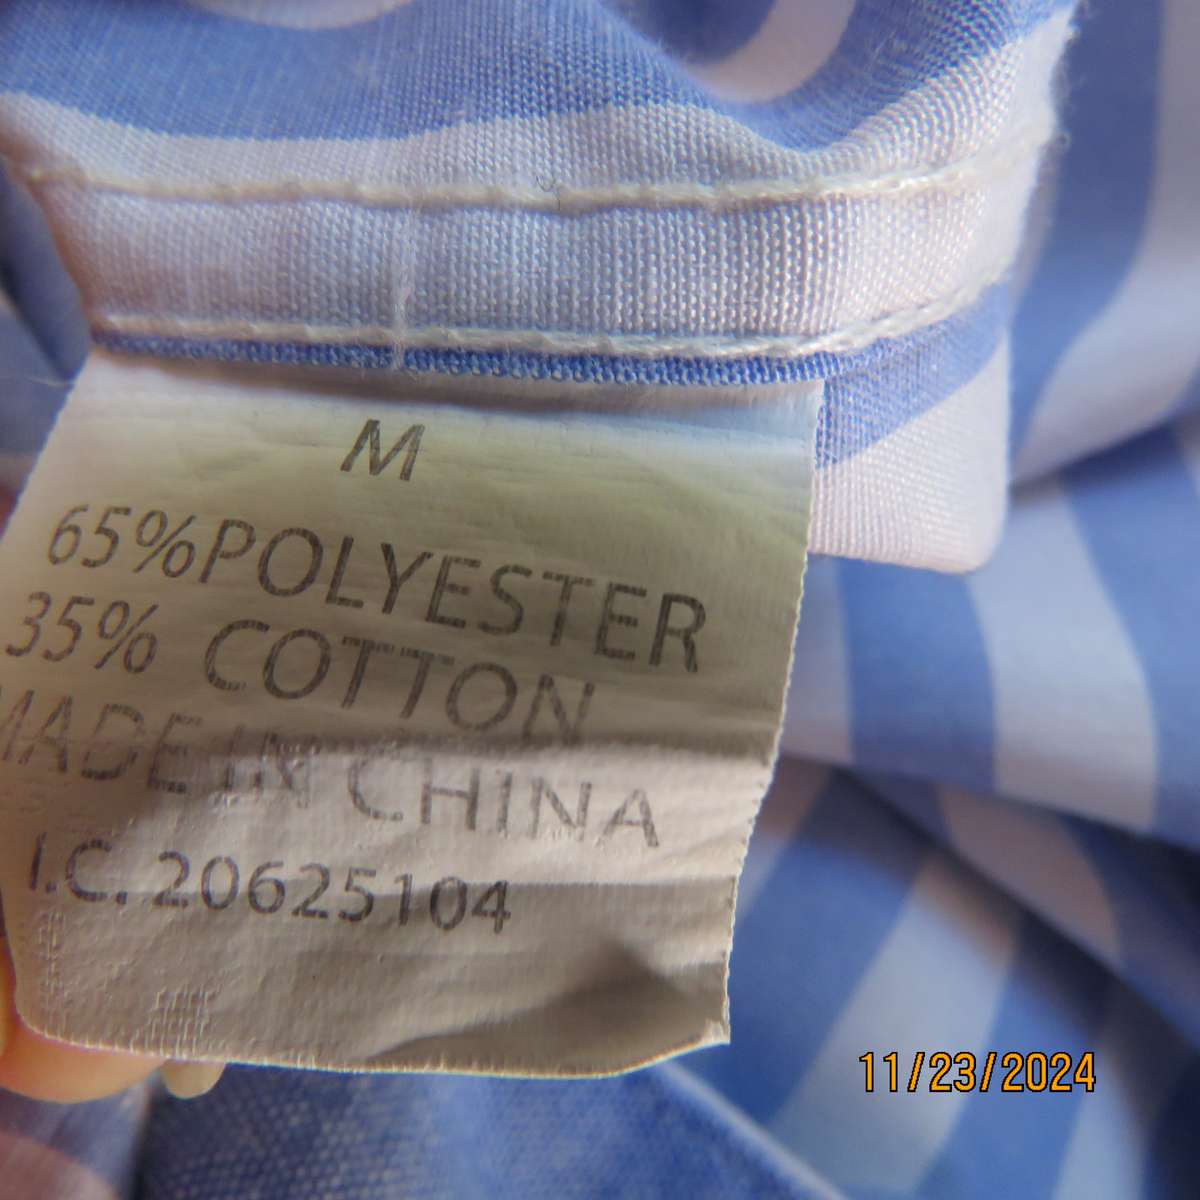 M
65%POLYESTER
35% COTTON
MADE IN CHINA
I.C. 20625104
11/23/2024